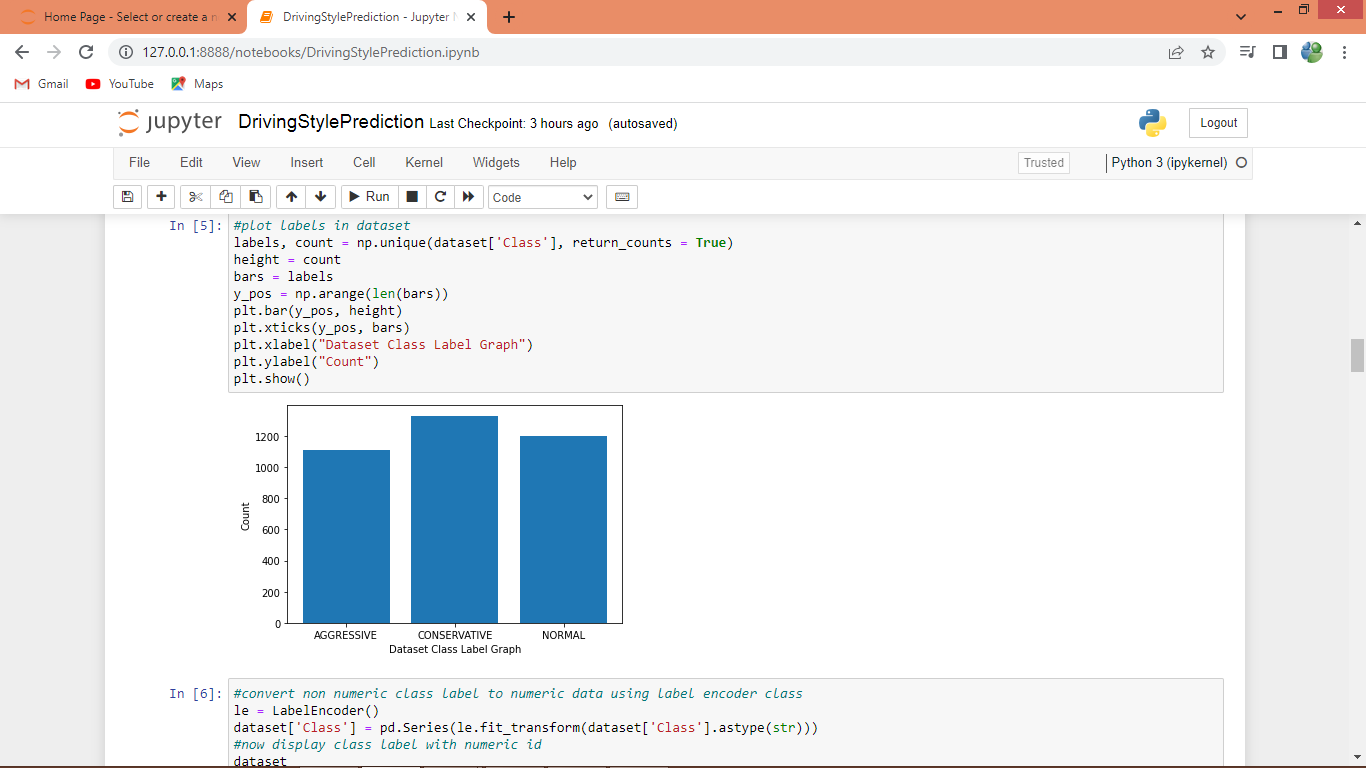 Home Page - Select or create a n
DrivingStylePrediction - Jupyter N
127.0.0.1:8888/notebooks/DrivingStylePrediction.ipynb
Gmail YouTube Maps
jupyter DrivingStylePrediction Last Checkpoint: 3 hours ago (autosaved)
Logout
File Edit View Insert Cell Kernel Widgets Help
Trusted
Python 3 (ipykernel)
Run
Code
In [5]:
#plot labels in dataset
labels, count = np.unique(dataset['Class'], return_counts = True)
height = count
bars = labels
y_pos = np.arange(len(bars))
plt.bar(y_pos, height)
plt.xticks(y_pos, bars)
plt.xlabel("Dataset Class Label Graph")
plt.ylabel("Count")
plt.show()
1200
1000
800
600
400
200
0
Count
AGGRESSIVE CONSERVATIVE NORMAL
Dataset Class Label Graph
In [6]:
#convert non numeric class label to numeric data using label encoder class
le = LabelEncoder()
dataset['Class'] = pd.Series(le.fit_transform(dataset['Class'].astype(str)))
#now display class label with numeric id
dataset